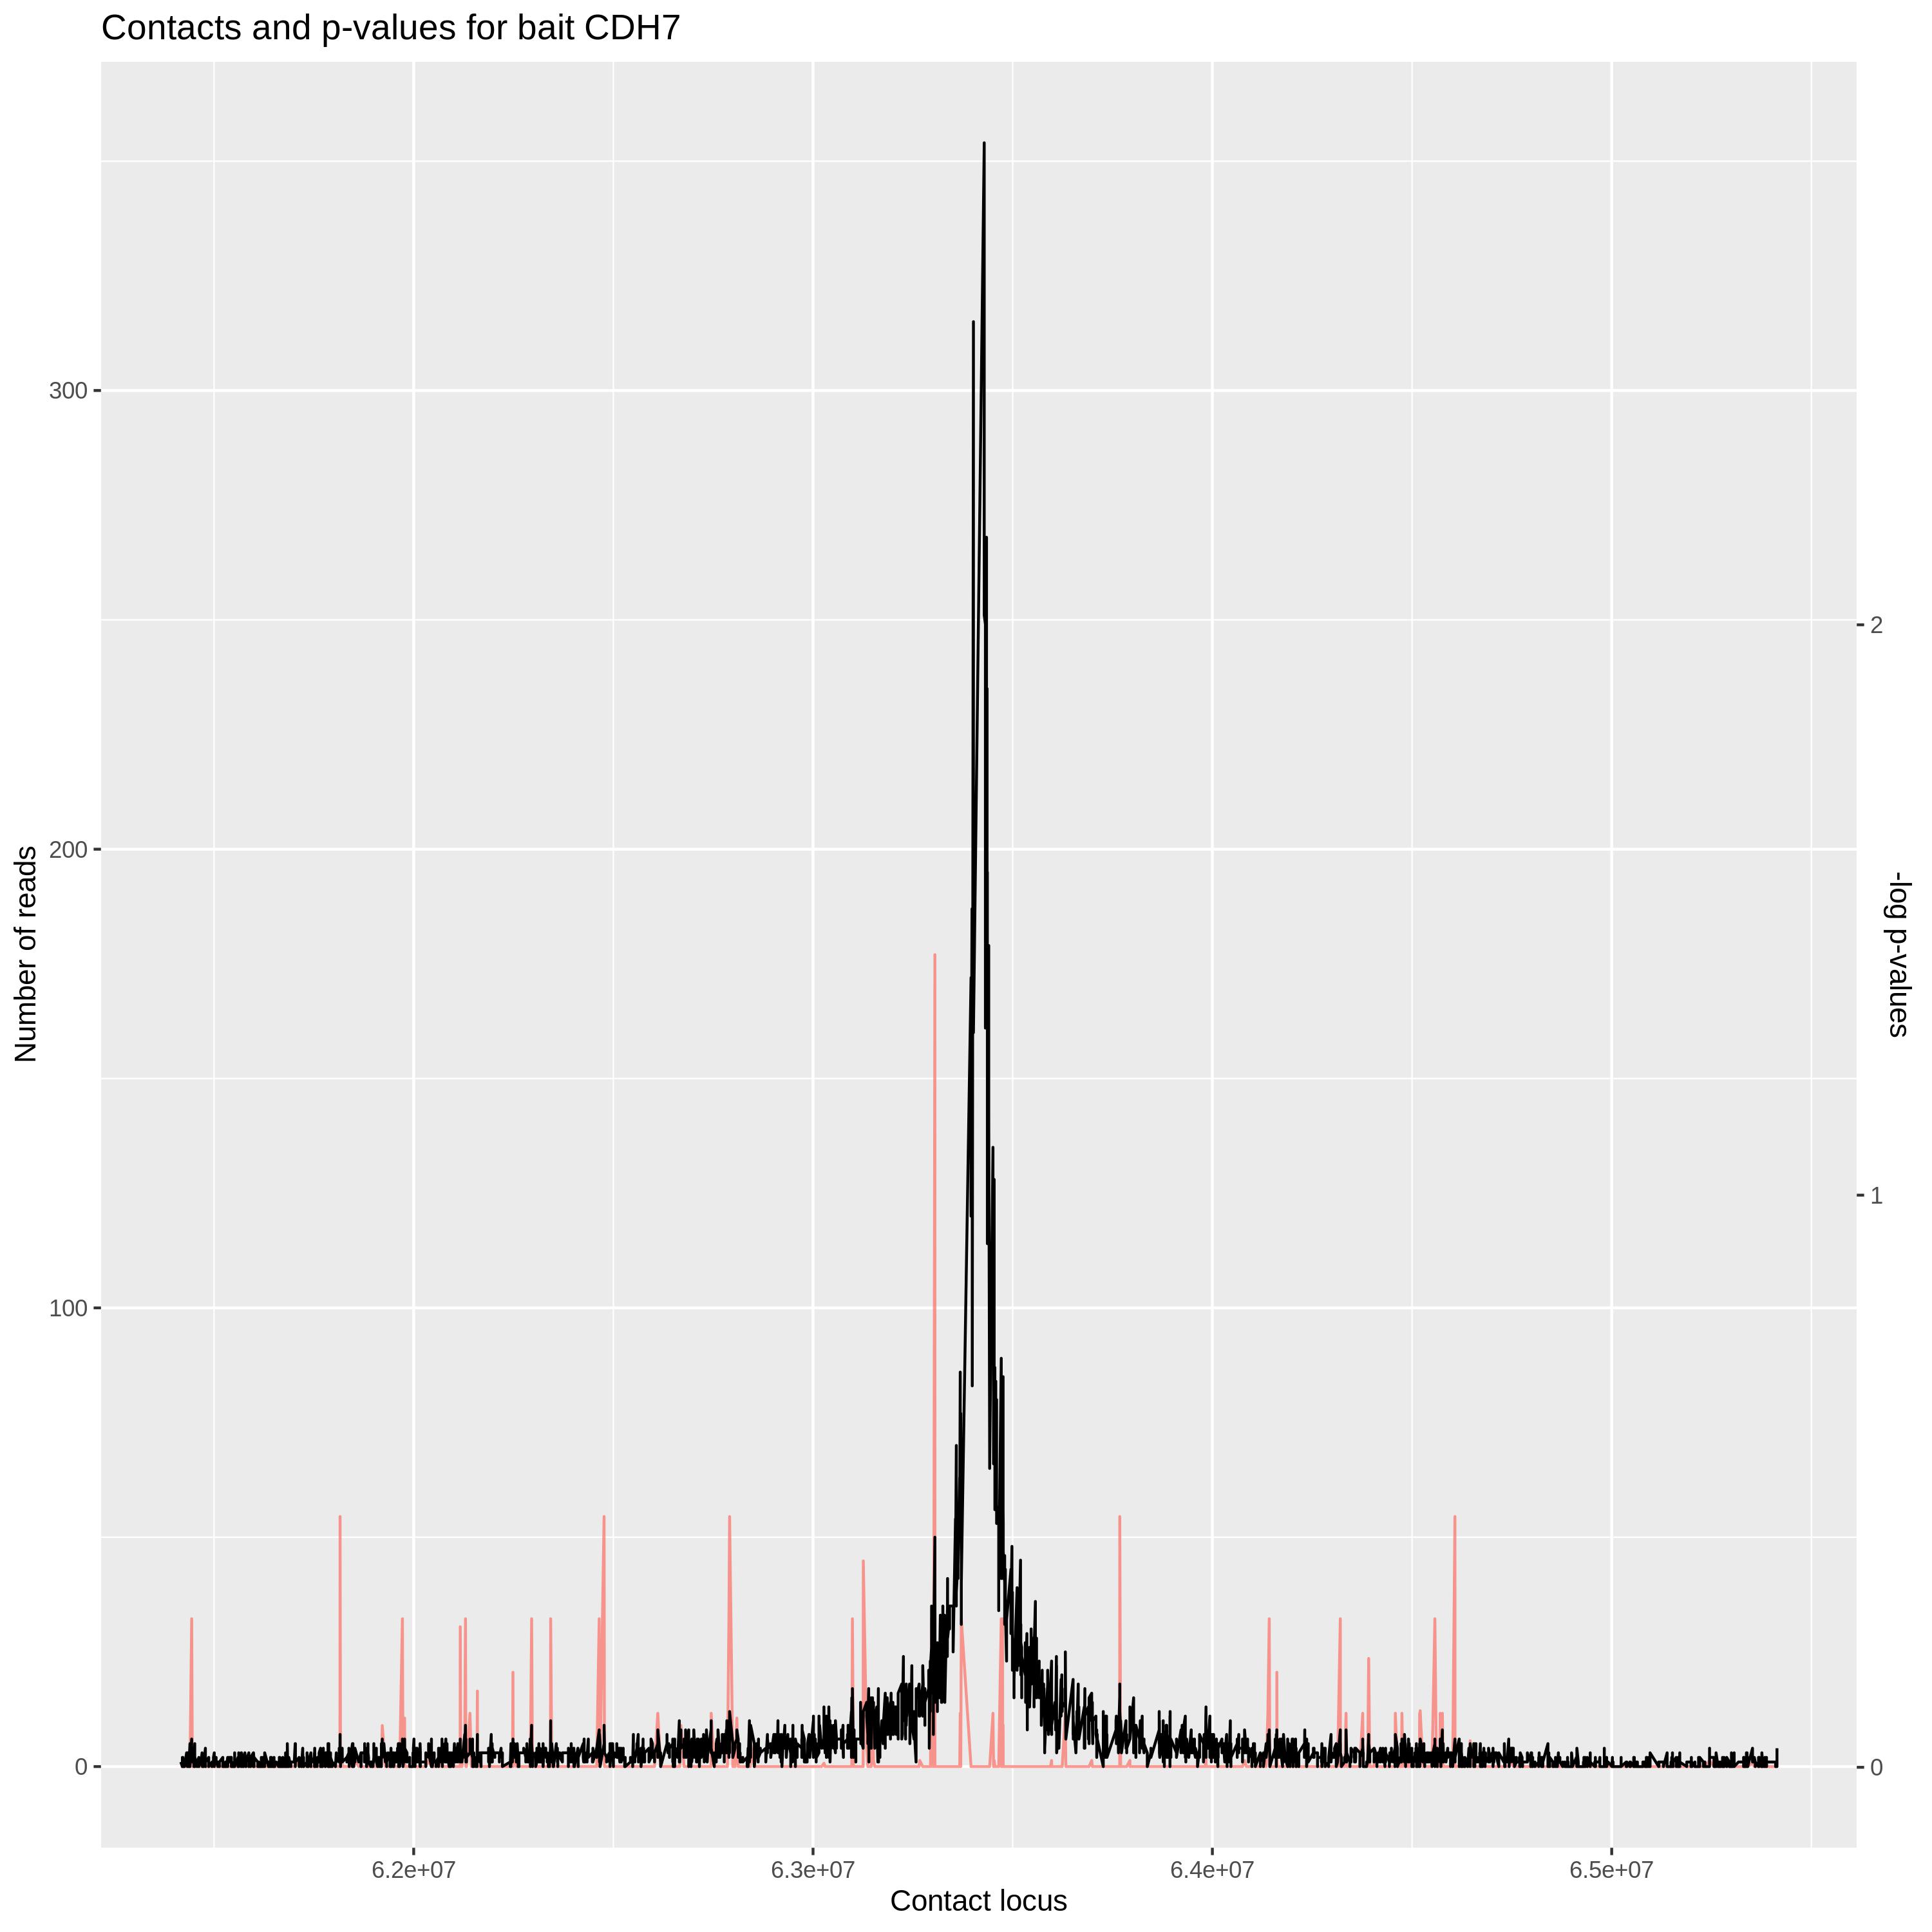 Contacts and p-values for bait CDH7
300
200
100
0
Number of reads
2
1
0
-log p-values
6.2e+07
6.3e+07
6.4e+07
6.5e+07
Contact locus